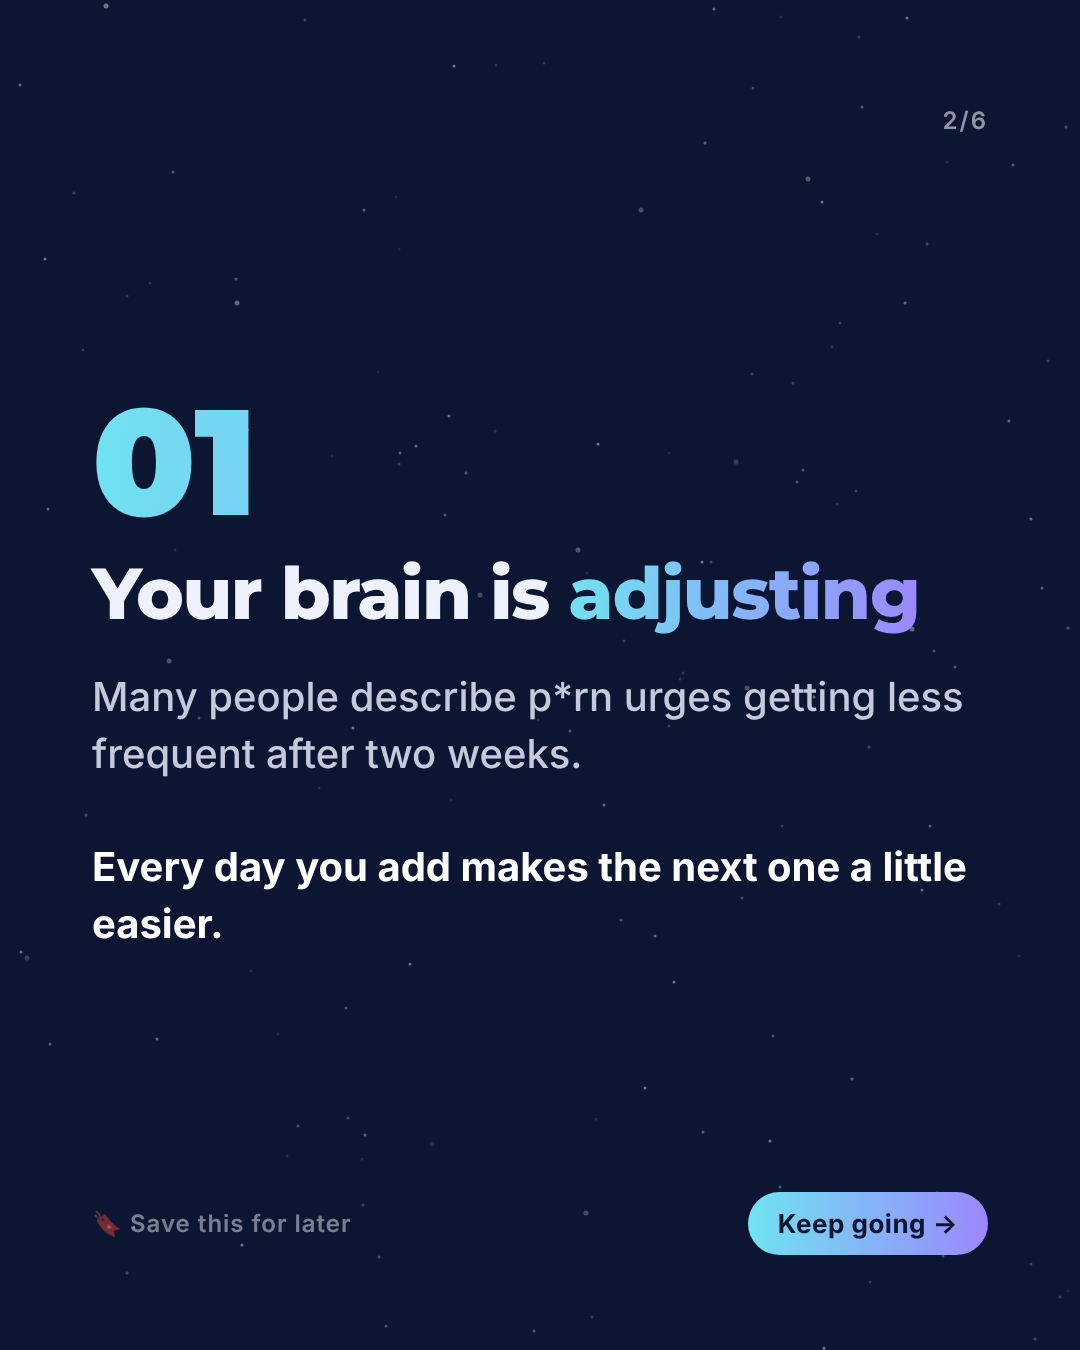 2/6
01
Your brain is adjusting
Many people describe p*rn urges getting less
frequent after two weeks.
Every day you add makes the next one a little
easier.
🔖 Save this for later
Keep going →